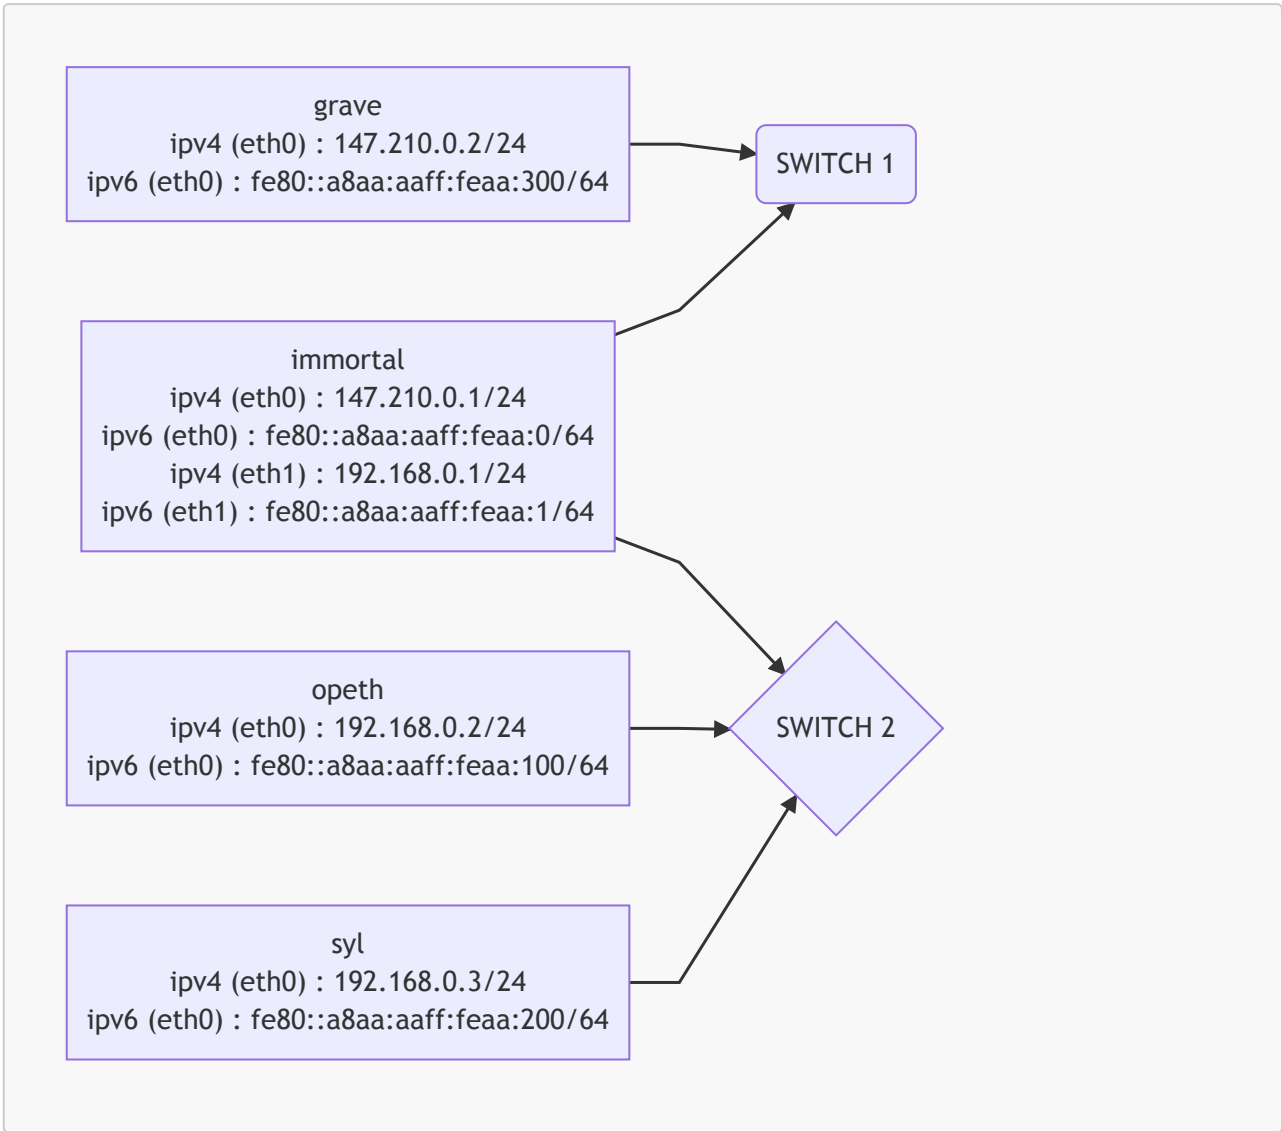 grave
ipv4 (eth0) : 147.210.0.2/24
ipv6 (eth0) : fe80::a8aa:aaff:feaa:300/64
SWITCH 1
immortal
ipv4 (eth0) : 147.210.0.1/24
ipv6 (eth0) : fe80::a8aa:aaff:feaa:0/64
ipv4 (eth1) : 192.168.0.1/24
ipv6 (eth1) : fe80::a8aa:aaff:feaa:1/64
opeth
ipv4 (eth0) : 192.168.0.2/24
ipv6 (eth0) : fe80::a8aa:aaff:feaa:100/64
SWITCH 2
syl
ipv4 (eth0) : 192.168.0.3/24
ipv6 (eth0) : fe80::a8aa:aaff:feaa:200/64